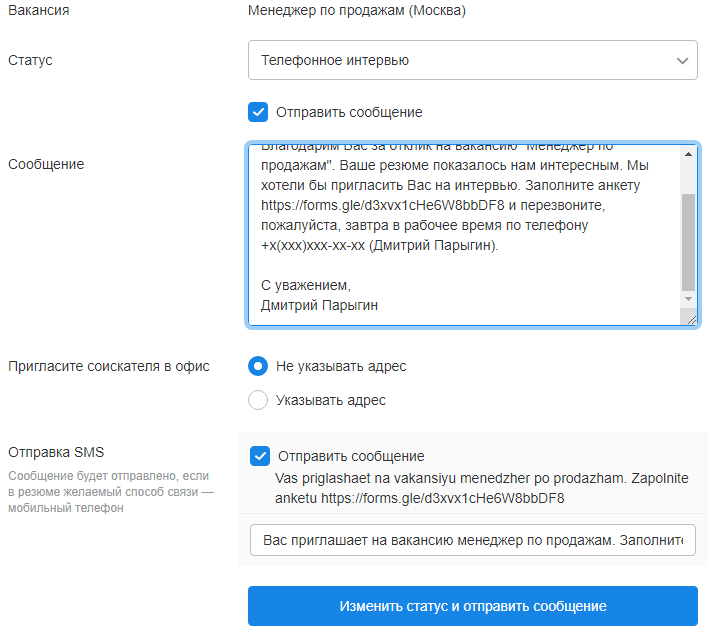 Вакансия
Менеджер по продажам (Москва)
Статус
Телефонное интервью
Отправить сообщение
Сообщение
Благодарим Вас за отклик на вакансию "Менеджер по
продажам". Ваше резюме показалось нам интересным. Мы
хотели бы пригласить Вас на интервью. Заполните анкету
https://forms.gle/d3xvx1cHe6W8bbDF8 и перезвоните,
пожалуйста, завтра в рабочее время по телефону
+x(xxx)xxx-xx-xx (Дмитрий Парыгин).
С уважением,
Дмитрий Парыгин
Пригласите соискателя в офис
Не указывать адрес
Указывать адрес
Отправка SMS
Сообщение будет отправлено, если
в резюме желаемый способ связи —
мобильный телефон
Отправить сообщение
Vas priglashaet na vakansiyu menedzher po prodazham. Zapolnite
anketu https://forms.gle/d3xvx1cHe6W8bbDF8
Вас приглашает на вакансию менеджер по продажам. Заполните
Изменить статус и отправить сообщение